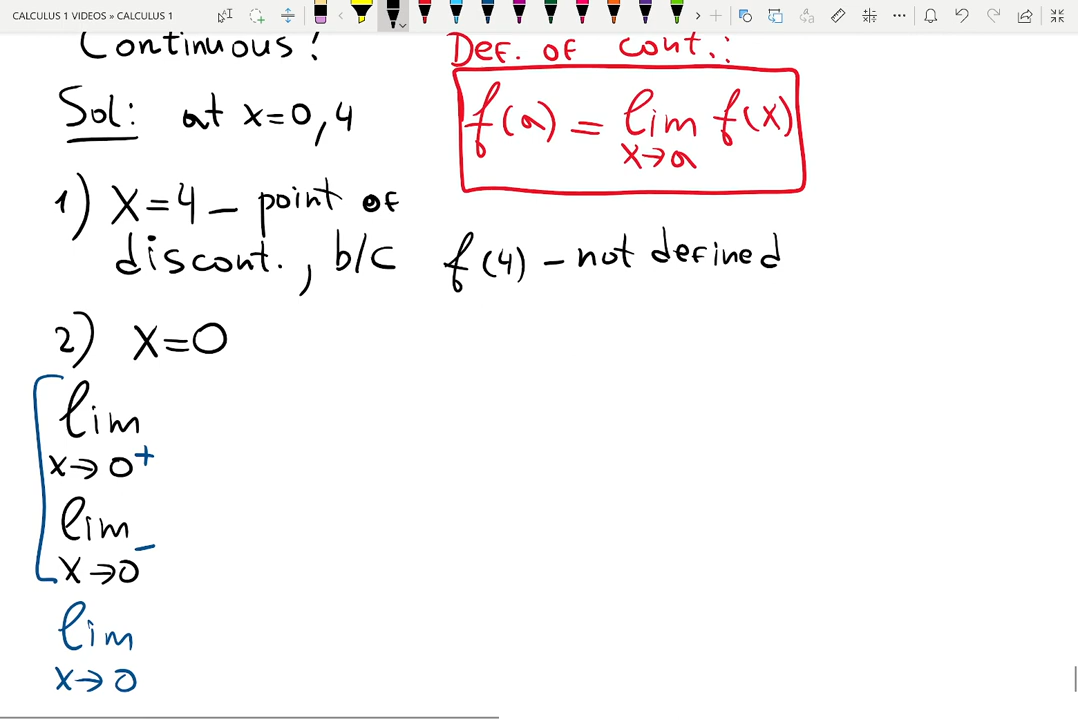 CALCULUS 1 VIDEOS » CALCULUS 1
Continuous?
Def. of cont.:
Sol: at x=0,4
f(a) = lim f(x)
x→a
1) x=4 – point of
discont., b/c f(4) – not defined
2) x=0
lim
x→0+
lim
x→0−
lim
x→0